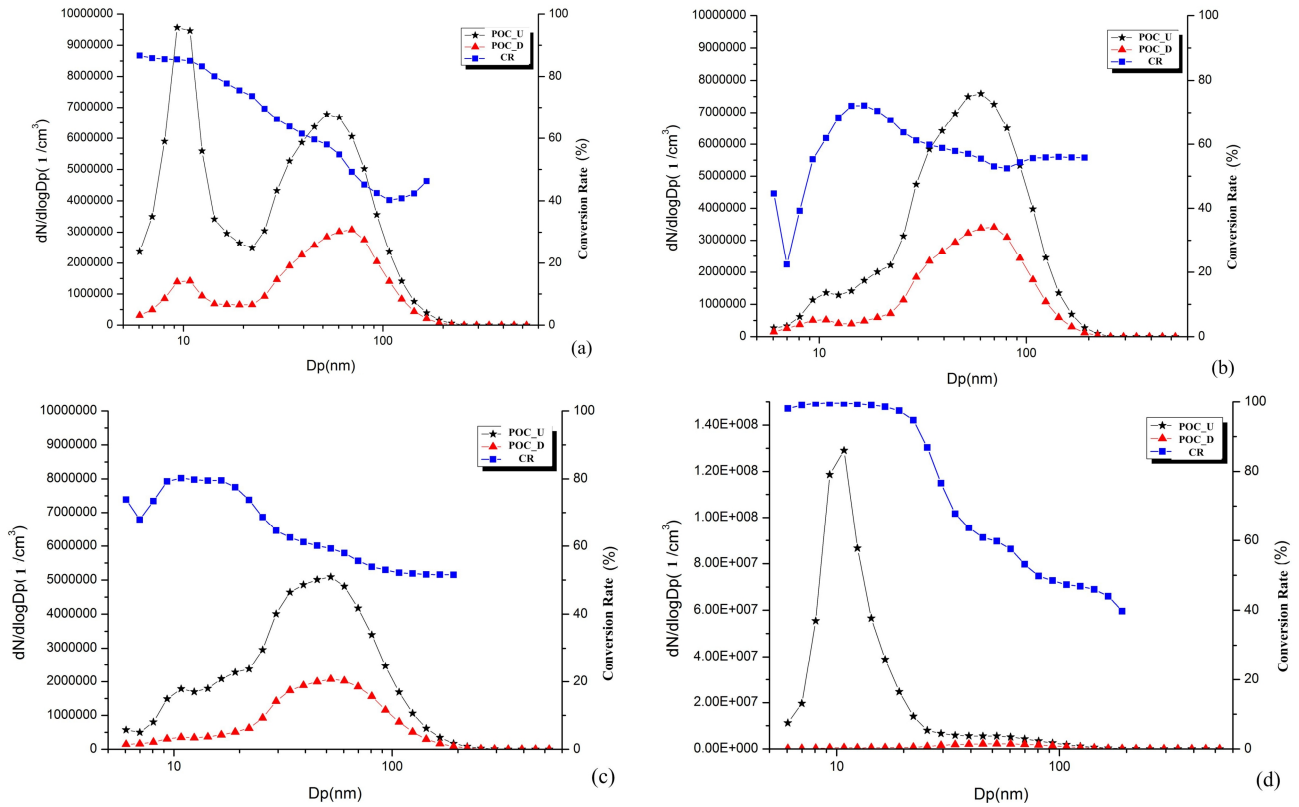 10000000
9000000
8000000
7000000
6000000
5000000
4000000
3000000
2000000
1000000
0
dN/dlogDp( 1 /cm³)
10
100
Dp(nm)
100
80
60
40
20
0
Conversion Rate (%)
POC_U
POC_D
CR
(a)
10000000
9000000
8000000
7000000
6000000
5000000
4000000
3000000
2000000
1000000
0
dN/dlogDp( 1 /cm³)
10
100
Dp(nm)
100
80
60
40
20
0
Conversion Rate (%)
POC_U
POC_D
CR
(b)
10000000
9000000
8000000
7000000
6000000
5000000
4000000
3000000
2000000
1000000
0
dN/dlogDp( 1 /cm³)
10
100
Dp(nm)
100
80
60
40
20
0
Conversion Rate (%)
POC_U
POC_D
CR
(c)
1.40E+008
1.20E+008
1.00E+008
8.00E+007
6.00E+007
4.00E+007
2.00E+007
0.00E+000
dN/dlogDp( 1 /cm³)
10
100
Dp(nm)
100
80
60
40
20
0
Conversion Rate (%)
POC_U
POC_D
CR
(d)